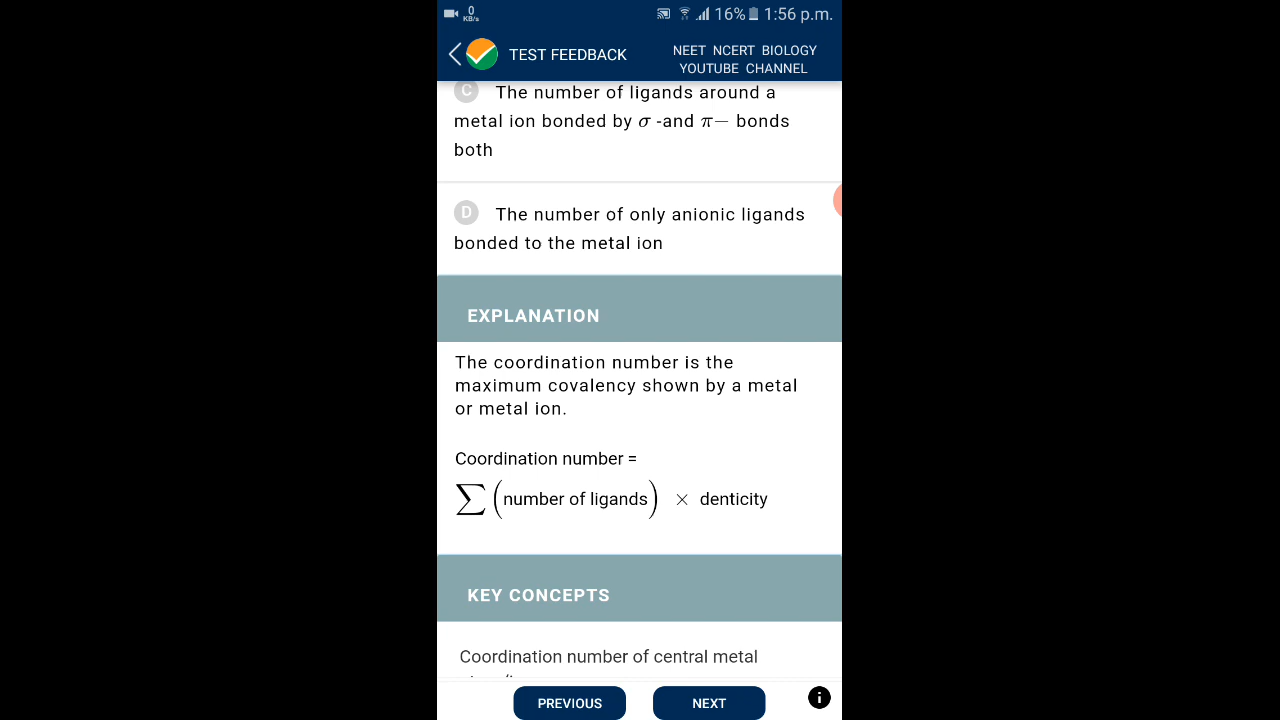 0
KB/s
16%
1:56 p.m.
TEST FEEDBACK
NEET NCERT BIOLOGY
YOUTUBE CHANNEL
C The number of ligands around a
metal ion bonded by σ -and π− bonds
both
D The number of only anionic ligands
bonded to the metal ion
EXPLANATION
The coordination number is the
maximum covalency shown by a metal
or metal ion.
Coordination number =
∑ (number of ligands) × denticity
KEY CONCEPTS
Coordination number of central metal
PREVIOUS
NEXT
i